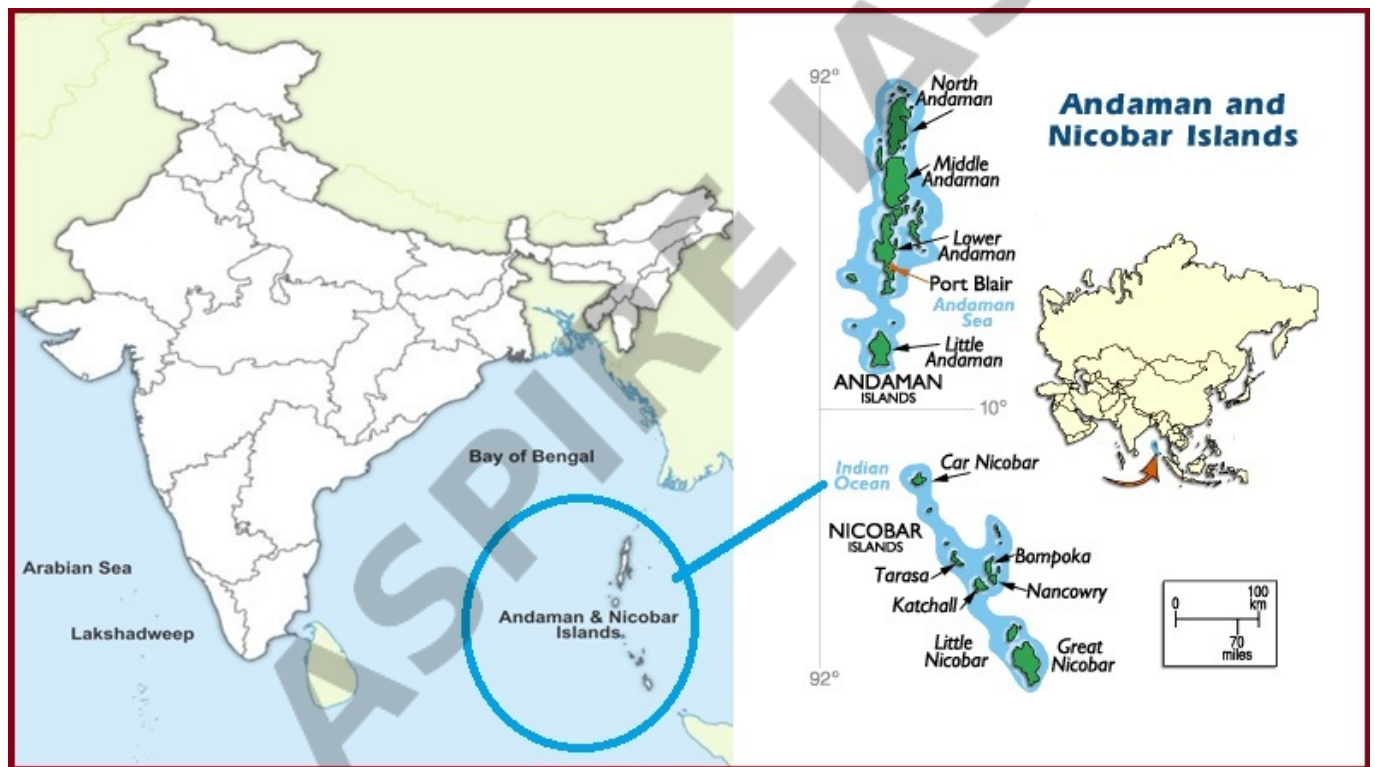 ASPIRE IAS
Bay of Bengal
Arabian Sea
Lakshadweep
Andaman & Nicobar
Islands
Andaman and
Nicobar Islands
92°
North
Andaman
Middle
Andaman
Lower
Andaman
Port Blair
Andaman
Sea
Little
Andaman
ANDAMAN
ISLANDS
10°
Indian
Ocean
Car Nicobar
NICOBAR
ISLANDS
Bompoka
Tarasa
Nancowry
Katchall
Little
Nicobar
Great
Nicobar
92°
0
100
km
70
miles